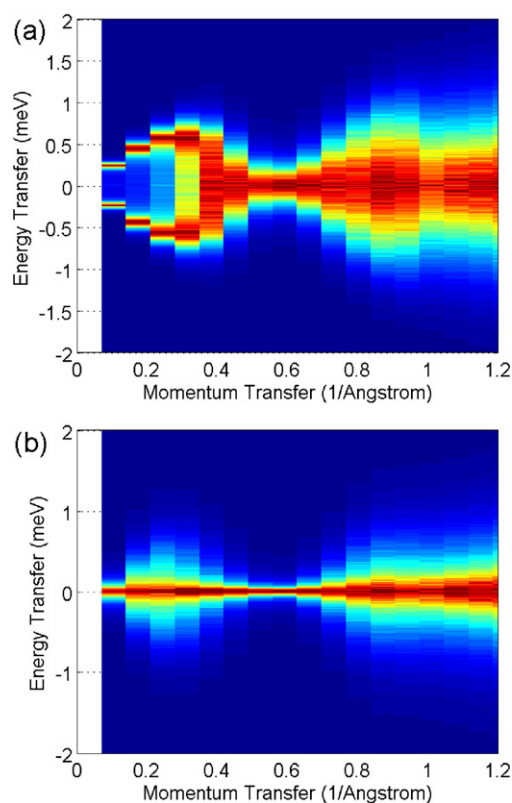 (a)
Energy Transfer (meV)
2
1.5
1
0.5
0
-0.5
-1
-1.5
-2
0 0.2 0.4 0.6 0.8 1 1.2
Momentum Transfer (1/Angstrom)
(b)
Energy Transfer (meV)
2
1
0
-1
-2
0 0.2 0.4 0.6 0.8 1 1.2
Momentum Transfer (1/Angstrom)